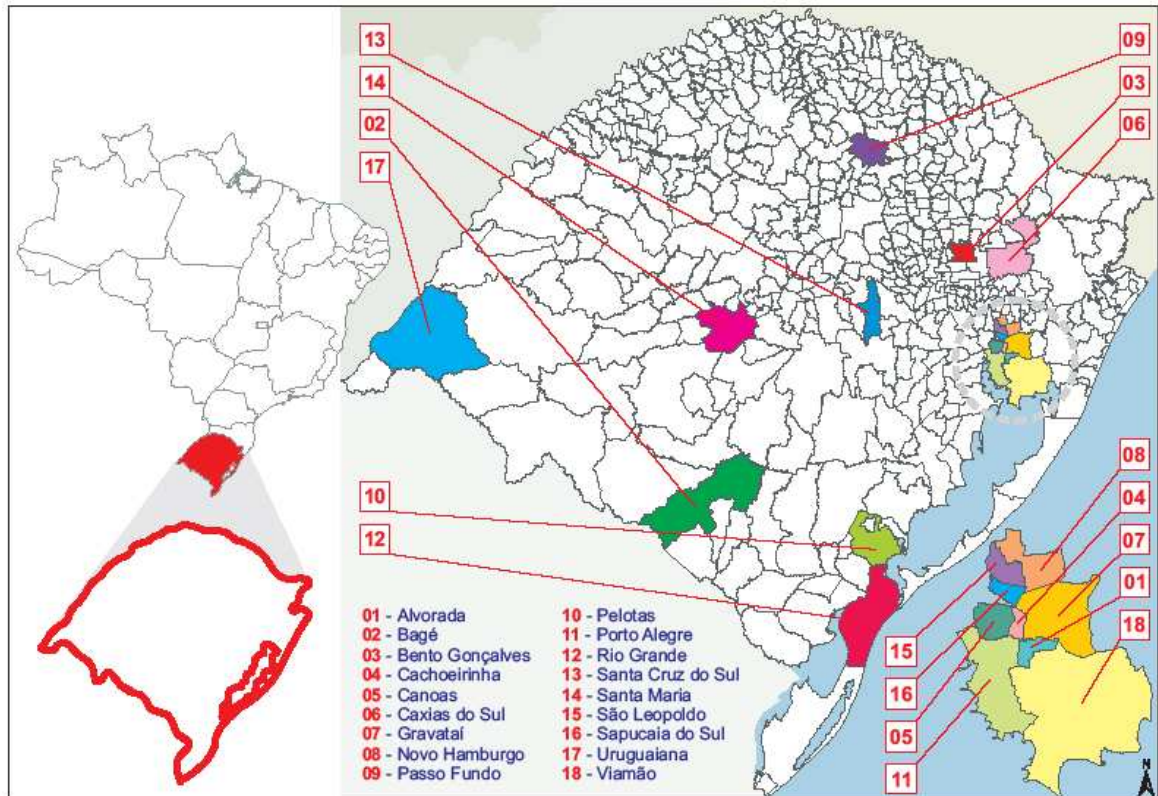 13
14
02
17
09
03
06
10
12
08
04
07
01
18
15
16
05
11
01 - Alvorada
02 - Bagé
03 - Bento Gonçalves
04 - Cachoeirinha
05 - Canoas
06 - Caxias do Sul
07 - Gravataí
08 - Novo Hamburgo
09 - Passo Fundo
10 - Pelotas
11 - Porto Alegre
12 - Rio Grande
13 - Santa Cruz do Sul
14 - Santa Maria
15 - São Leopoldo
16 - Sapucaia do Sul
17 - Uruguaiana
18 - Viamão
N